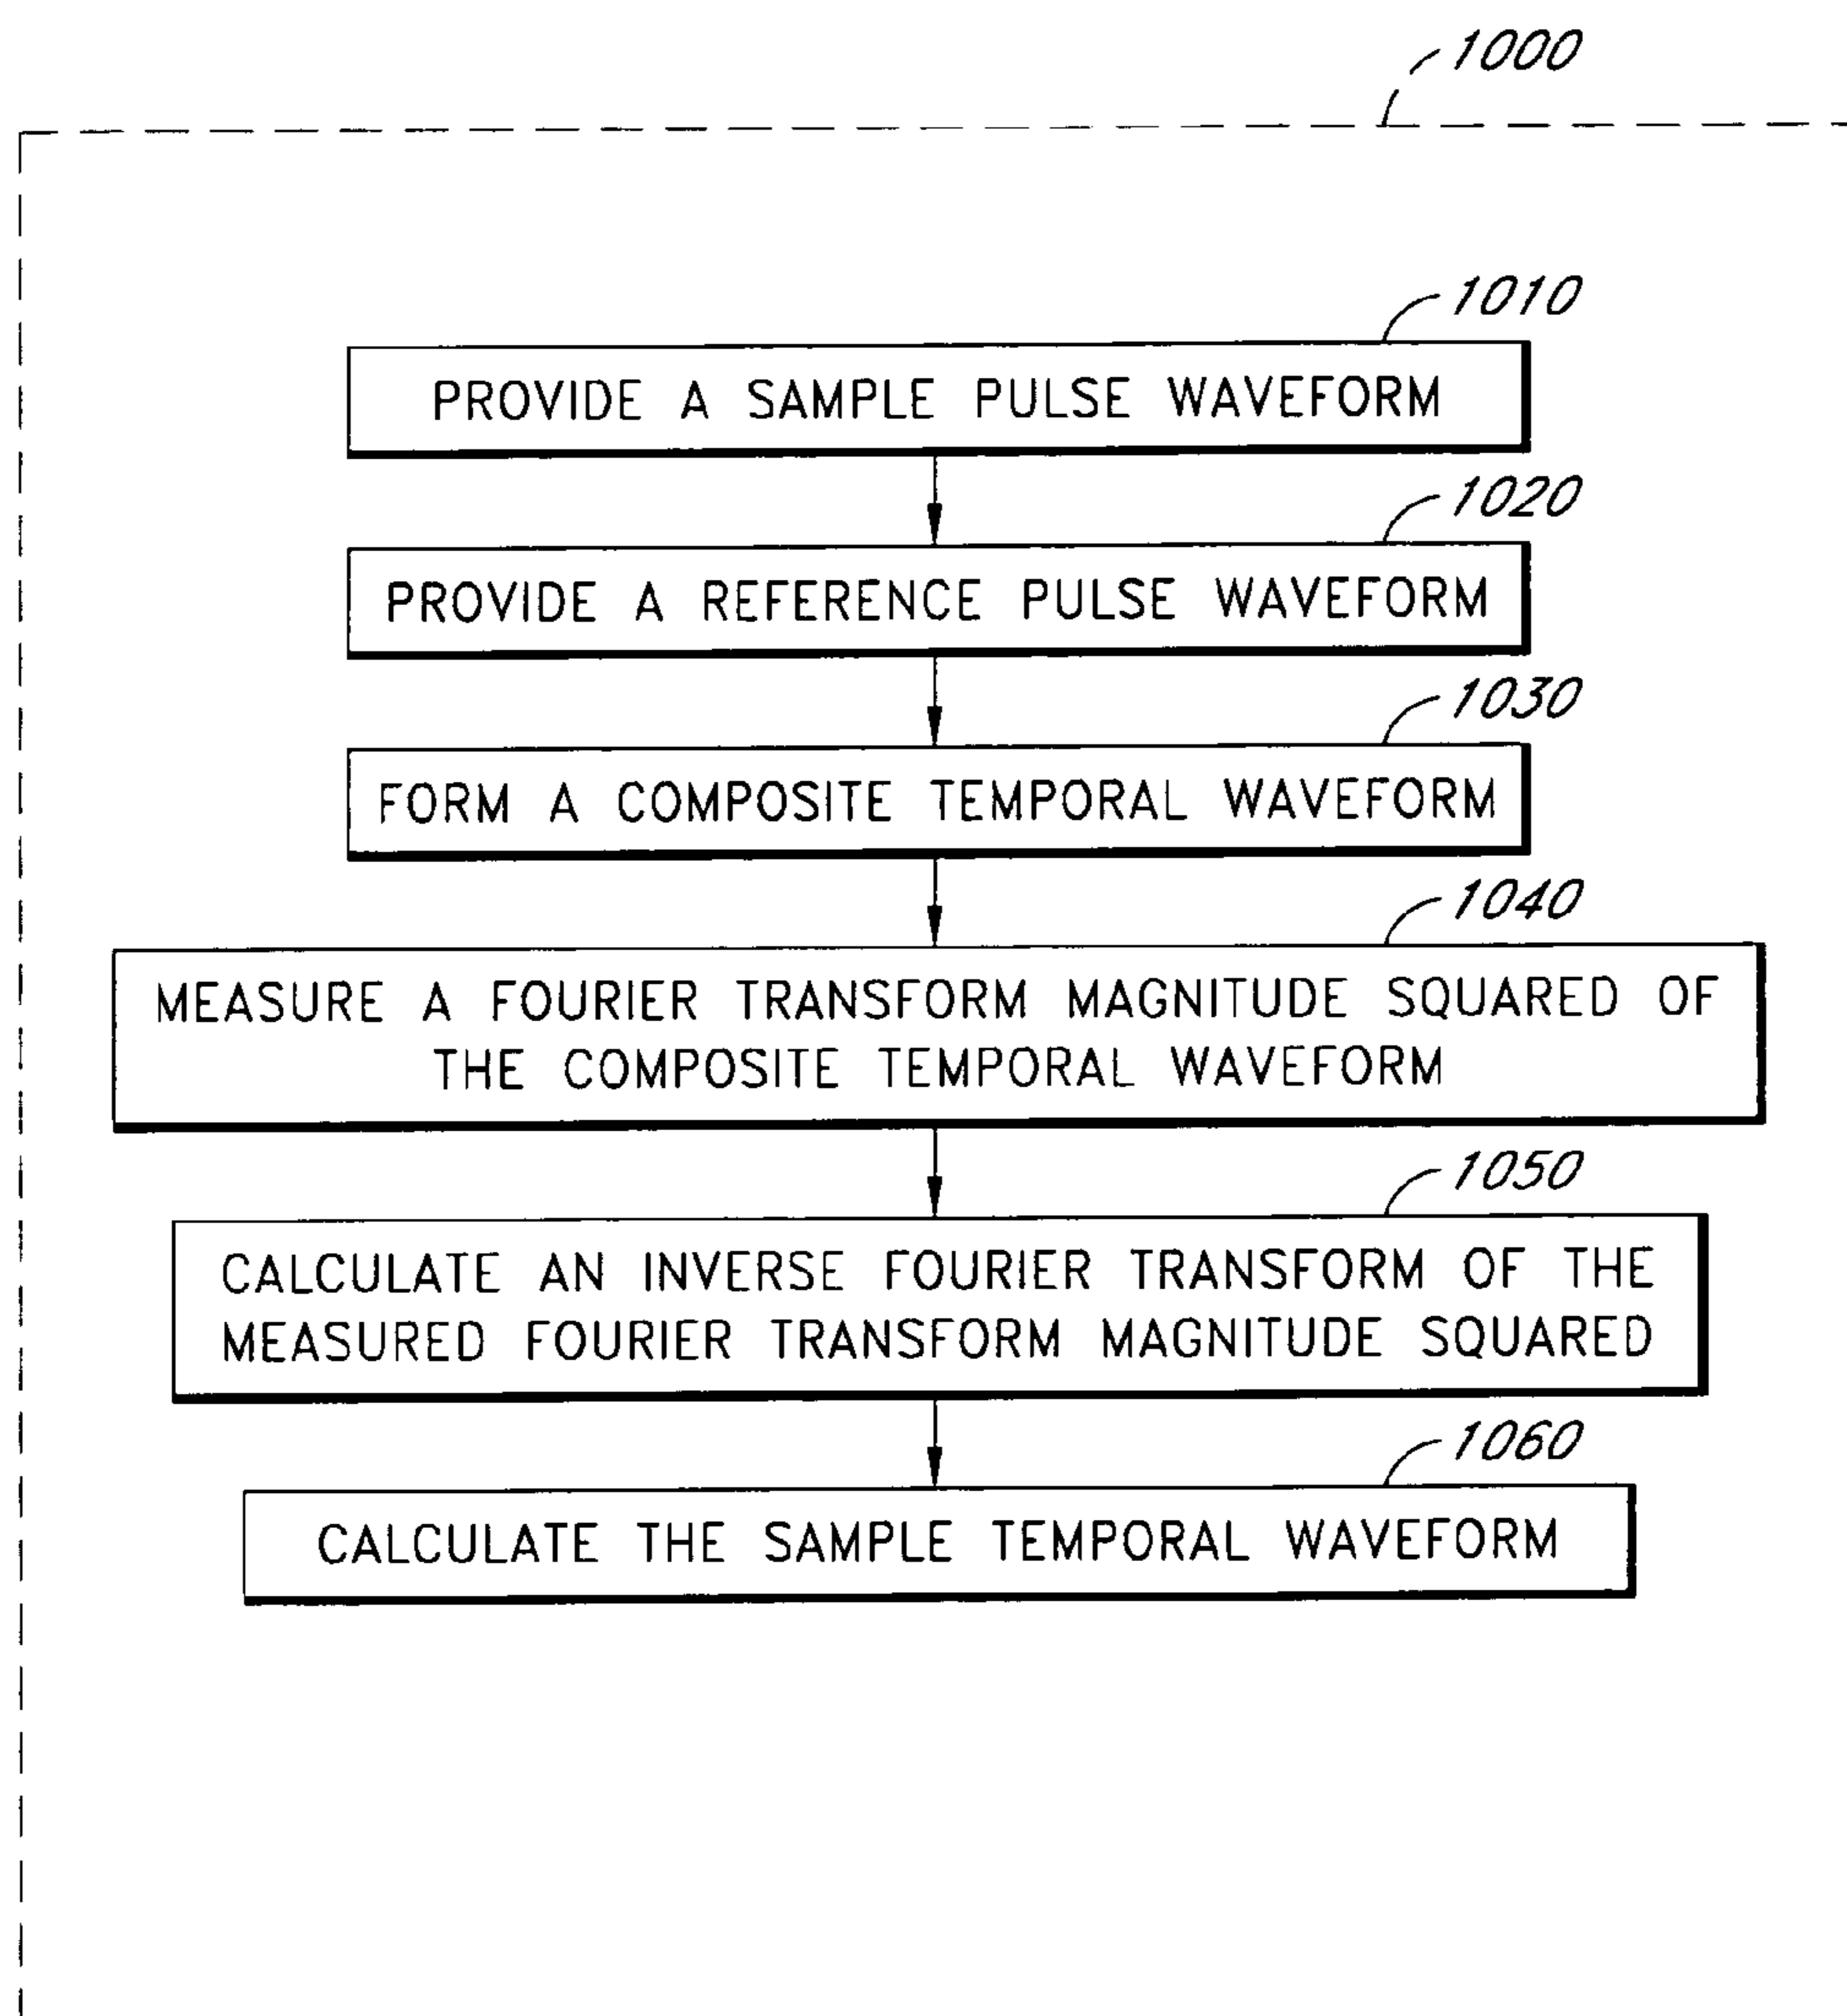 1000
1010
PROVIDE A SAMPLE PULSE WAVEFORM
1020
PROVIDE A REFERENCE PULSE WAVEFORM
1030
FORM A COMPOSITE TEMPORAL WAVEFORM
1040
MEASURE A FOURIER TRANSFORM MAGNITUDE SQUARED OF
THE COMPOSITE TEMPORAL WAVEFORM
1050
CALCULATE AN INVERSE FOURIER TRANSFORM OF THE
MEASURED FOURIER TRANSFORM MAGNITUDE SQUARED
1060
CALCULATE THE SAMPLE TEMPORAL WAVEFORM